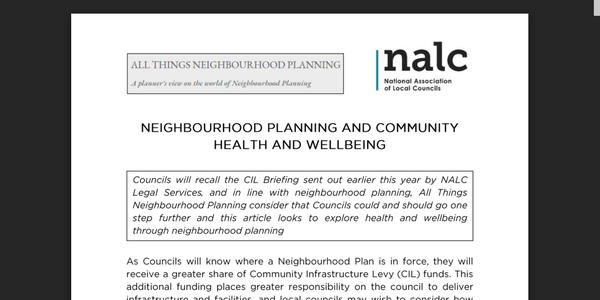 ALL THINGS NEIGHBOURHOOD PLANNING
A planner's view on the world of Neighbourhood Planning
nalc
National Association
of Local Councils
NEIGHBOURHOOD PLANNING AND COMMUNITY
HEALTH AND WELLBEING
Councils will recall the CIL Briefing sent out earlier this year by NALC
Legal Services, and in line with neighbourhood planning, All Things
Neighbourhood Planning consider that Councils could and should go one
step further and this article looks to explore health and wellbeing
through neighbourhood planning
As Councils will know where a Neighbourhood Plan is in force, they will
receive a greater share of Community Infrastructure Levy (CIL) funds. This
additional funding places greater responsibility on the council to deliver
infrastructure and facilities, and local councils may wish to consider how